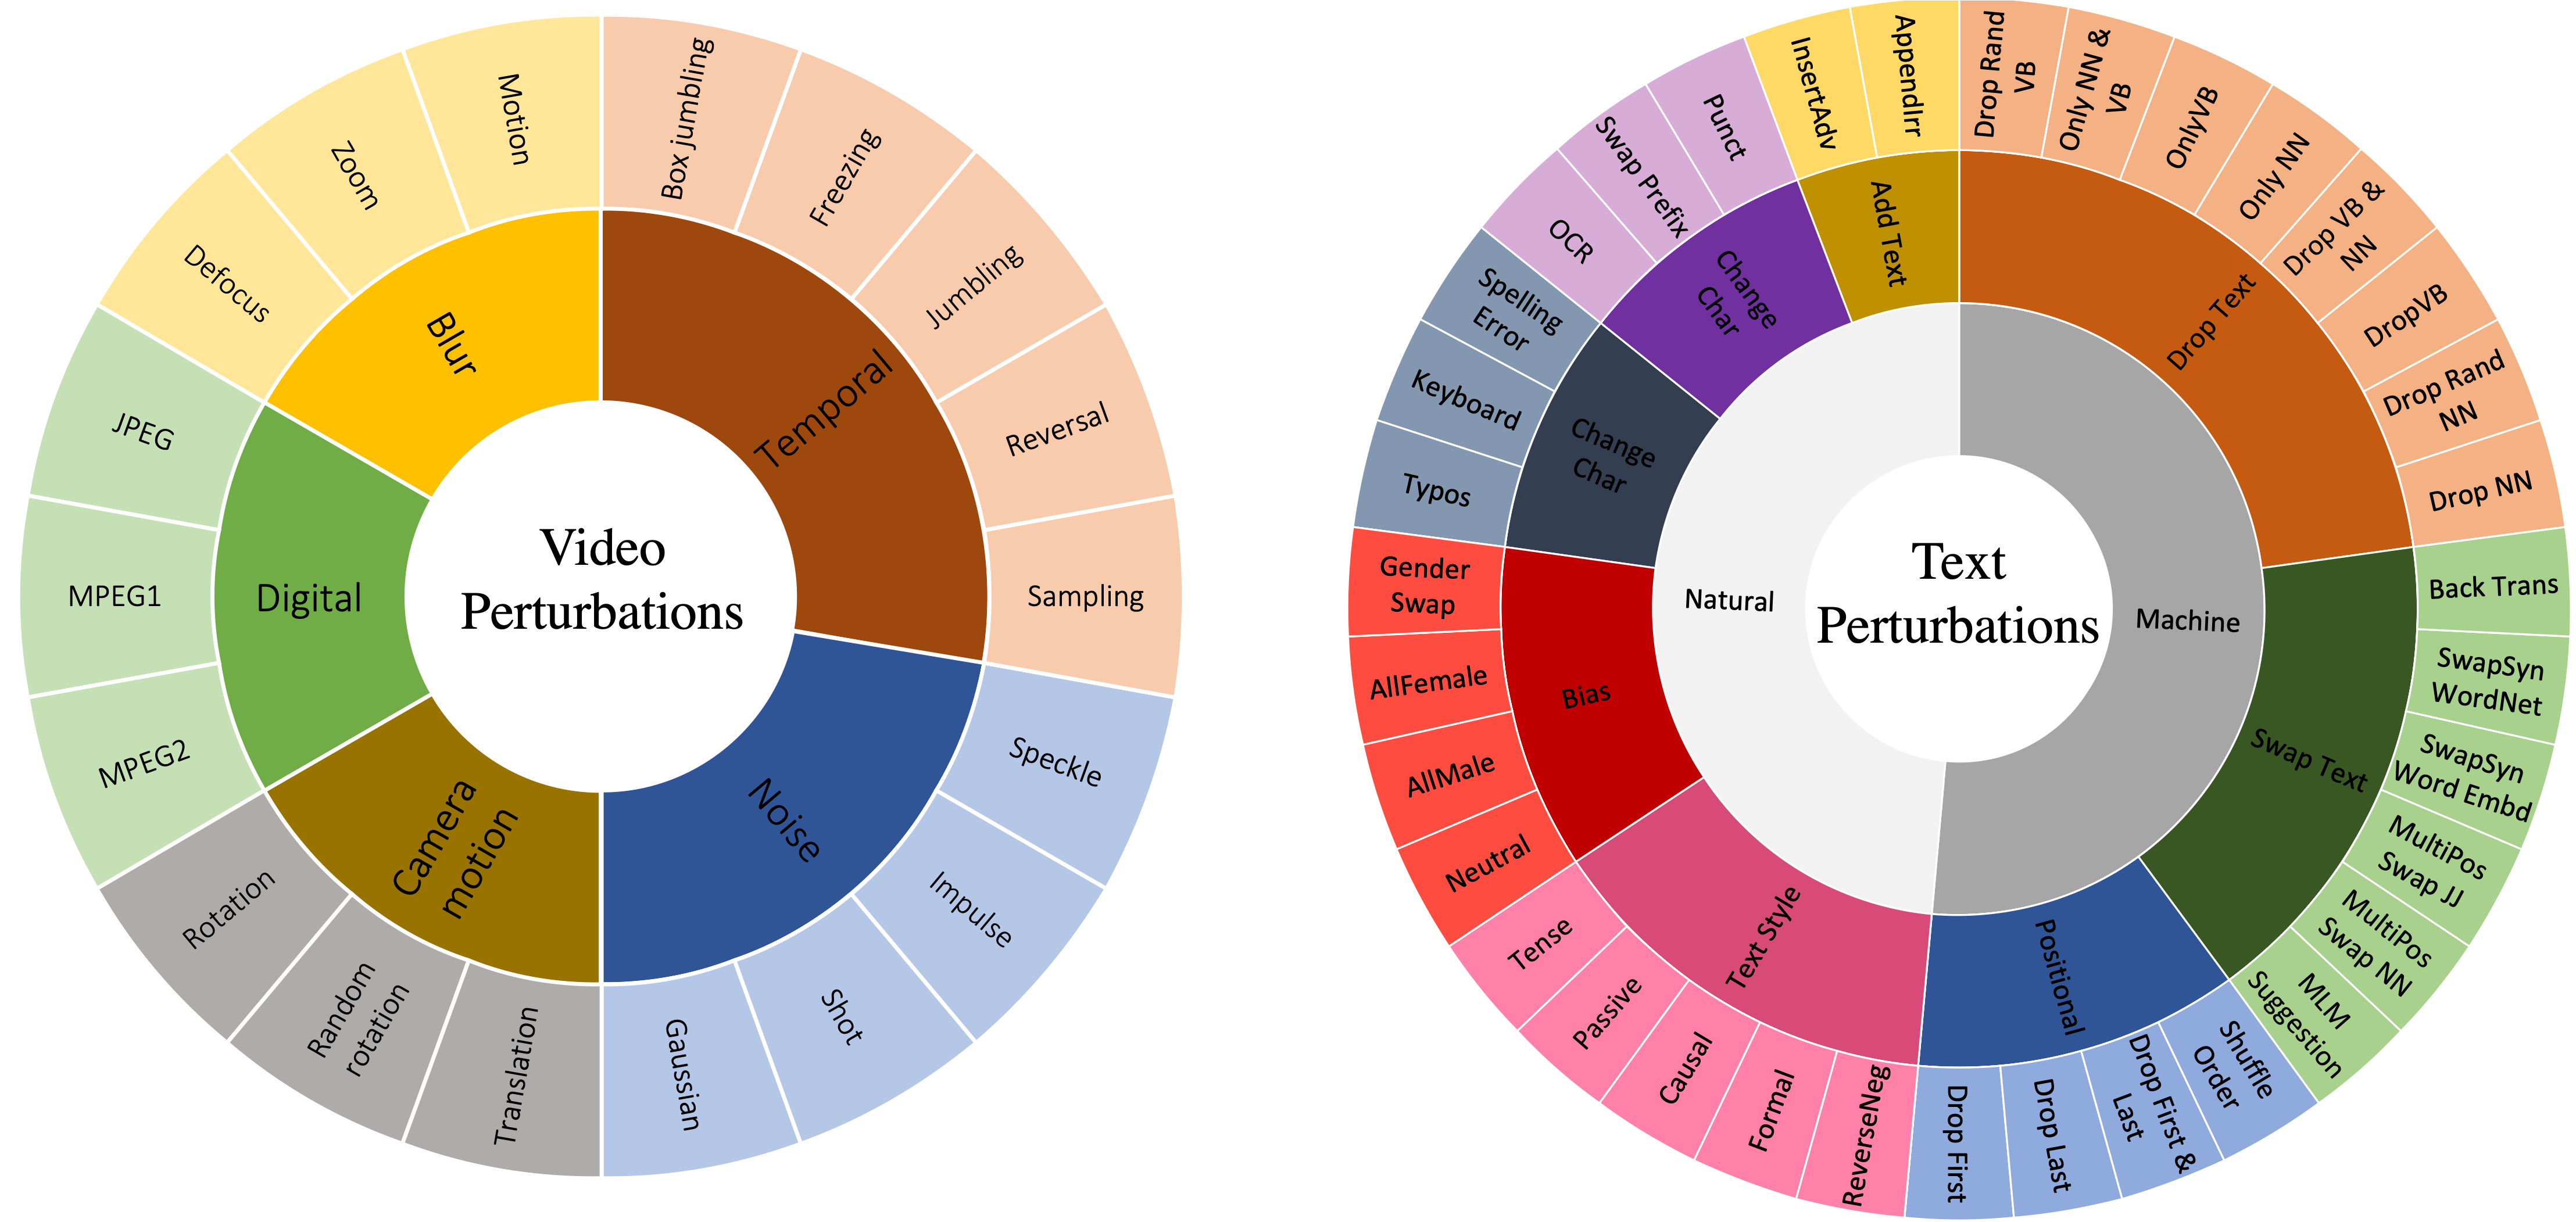 Video
Perturbations
Temporal
Box jumbling
Freezing
Jumbling
Reversal
Sampling
Noise
Speckle
Impulse
Shot
Gaussian
Camera
motion
Translation
Random
rotation
Rotation
Digital
MPEG2
MPEG1
JPEG
Blur
Defocus
Zoom
Motion
Text
Perturbations
Machine
Drop Text
Drop Rand
VB
Only NN &
VB
OnlyVB
Only NN
Drop VB &
NN
DropVB
Drop Rand
NN
Drop NN
Swap Text
Back Trans
SwapSyn
WordNet
SwapSyn
Word Embd
MultiPos
Swap JJ
MultiPos
Swap NN
MLM
Suggestion
Positional
Shuffle
Order
Drop First &
Last
Drop Last
Drop First
Natural
Text Style
ReverseNeg
Formal
Causal
Passive
Tense
Bias
Neutral
AllMale
AllFemale
Gender
Swap
Change
Char
Typos
Keyboard
Spelling
Error
Change
Char
OCR
Swap Prefix
Punct
Add Text
InsertAdv
AppendIrr